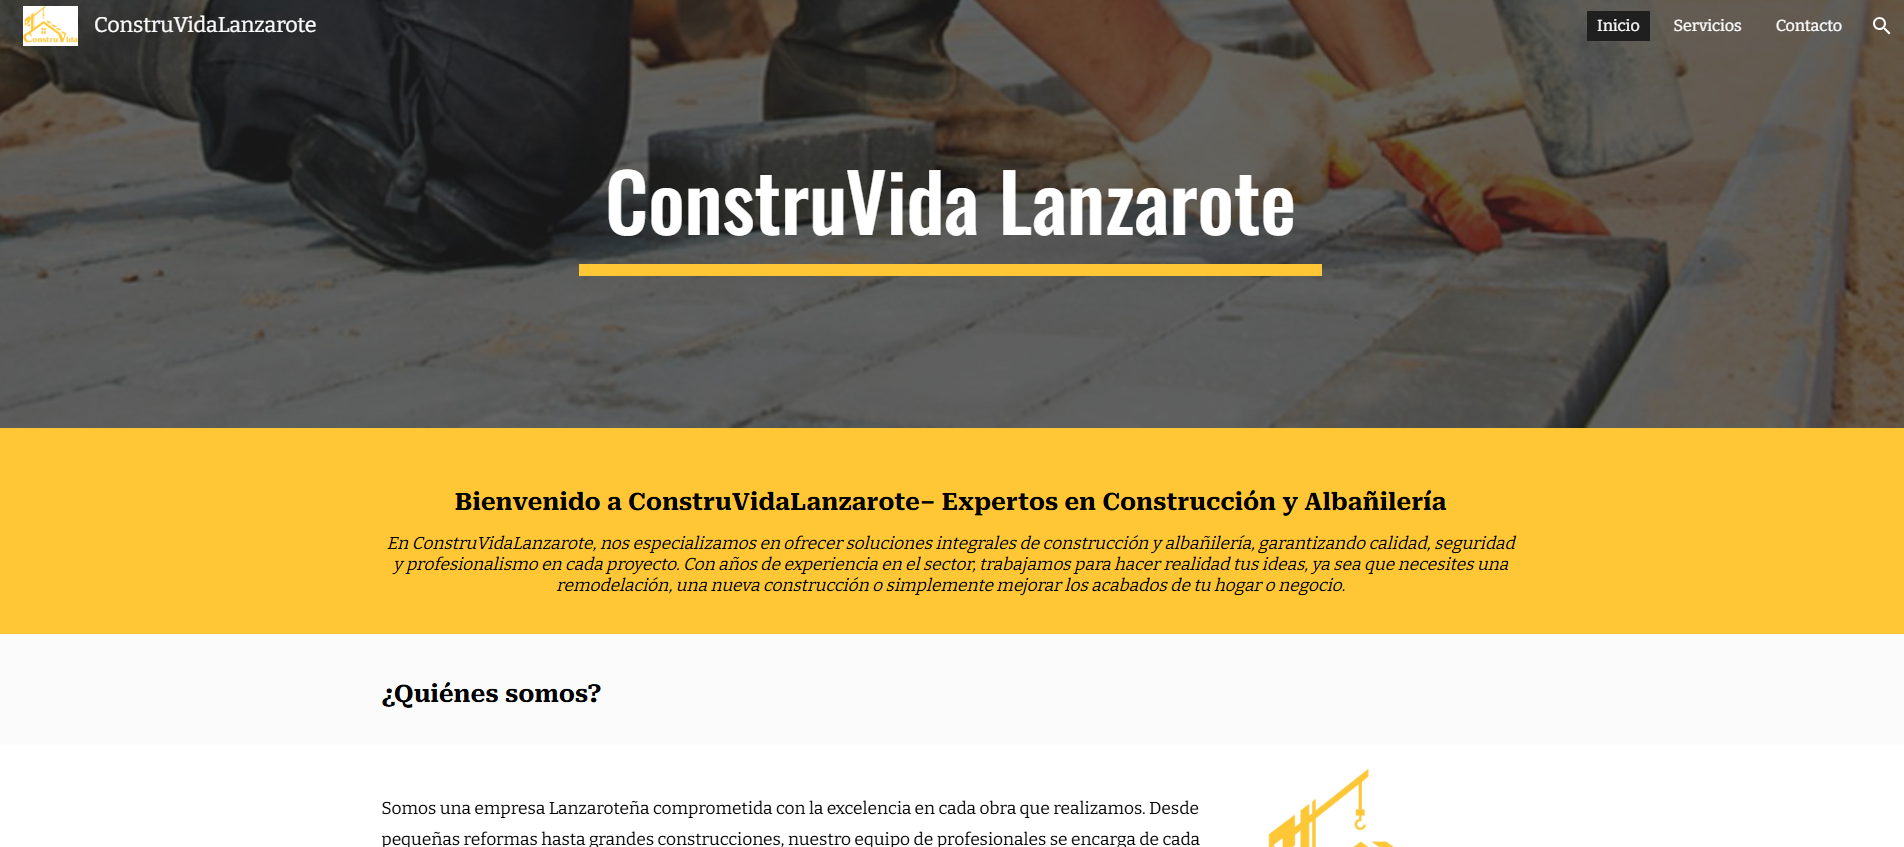 ConstruVida
ConstruVidaLanzarote
Inicio
Servicios
Contacto
ConstruVida Lanzarote
Bienvenido a ConstruVidaLanzarote– Expertos en Construcción y Albañilería
En ConstruVidaLanzarote, nos especializamos en ofrecer soluciones integrales de construcción y albañilería, garantizando calidad, seguridad
y profesionalismo en cada proyecto. Con años de experiencia en el sector, trabajamos para hacer realidad tus ideas, ya sea que necesites una
remodelación, una nueva construcción o simplemente mejorar los acabados de tu hogar o negocio.
¿Quiénes somos?
Somos una empresa Lanzaroteña comprometida con la excelencia en cada obra que realizamos. Desde
pequeñas reformas hasta grandes construcciones, nuestro equipo de profesionales se encarga de cada